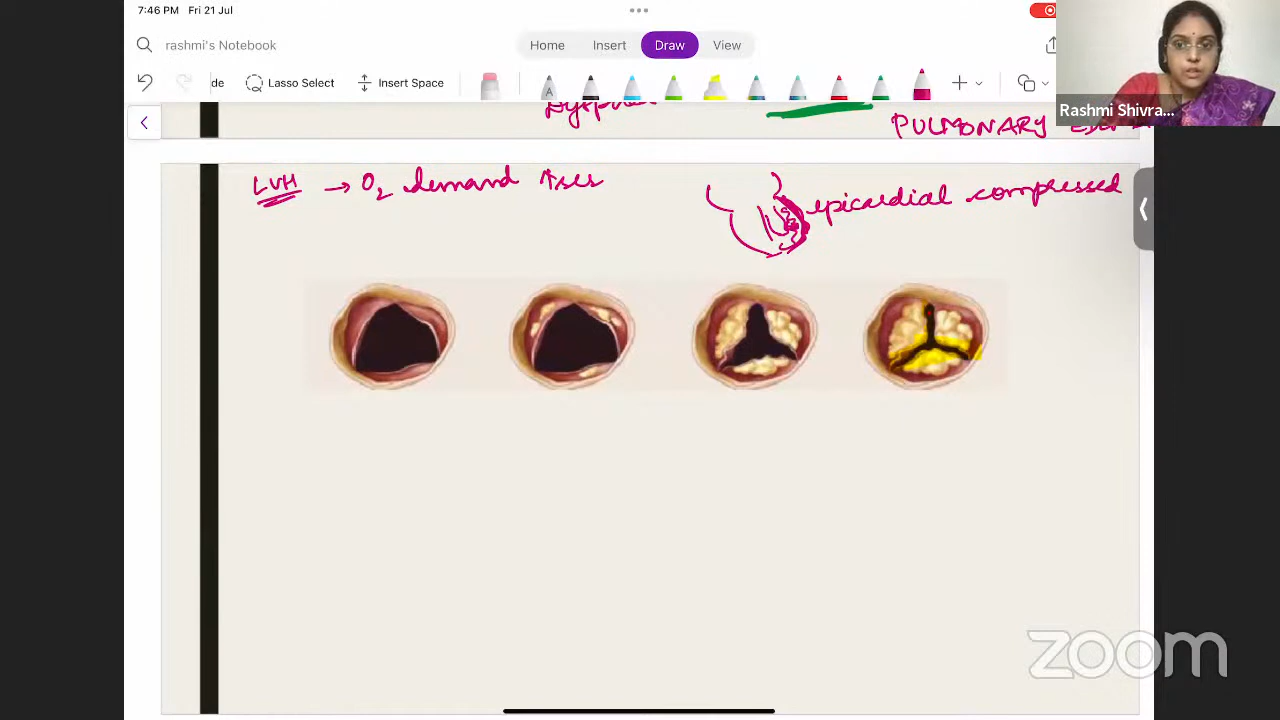 7:46 PM Fri 21 Jul
rashmi's Notebook
Home Insert Draw View
de Lasso Select Insert Space
A
Rashmi Shivra...
PULMONARY
LVH → O2 demand ↑ses
epicardial compressed
zoom